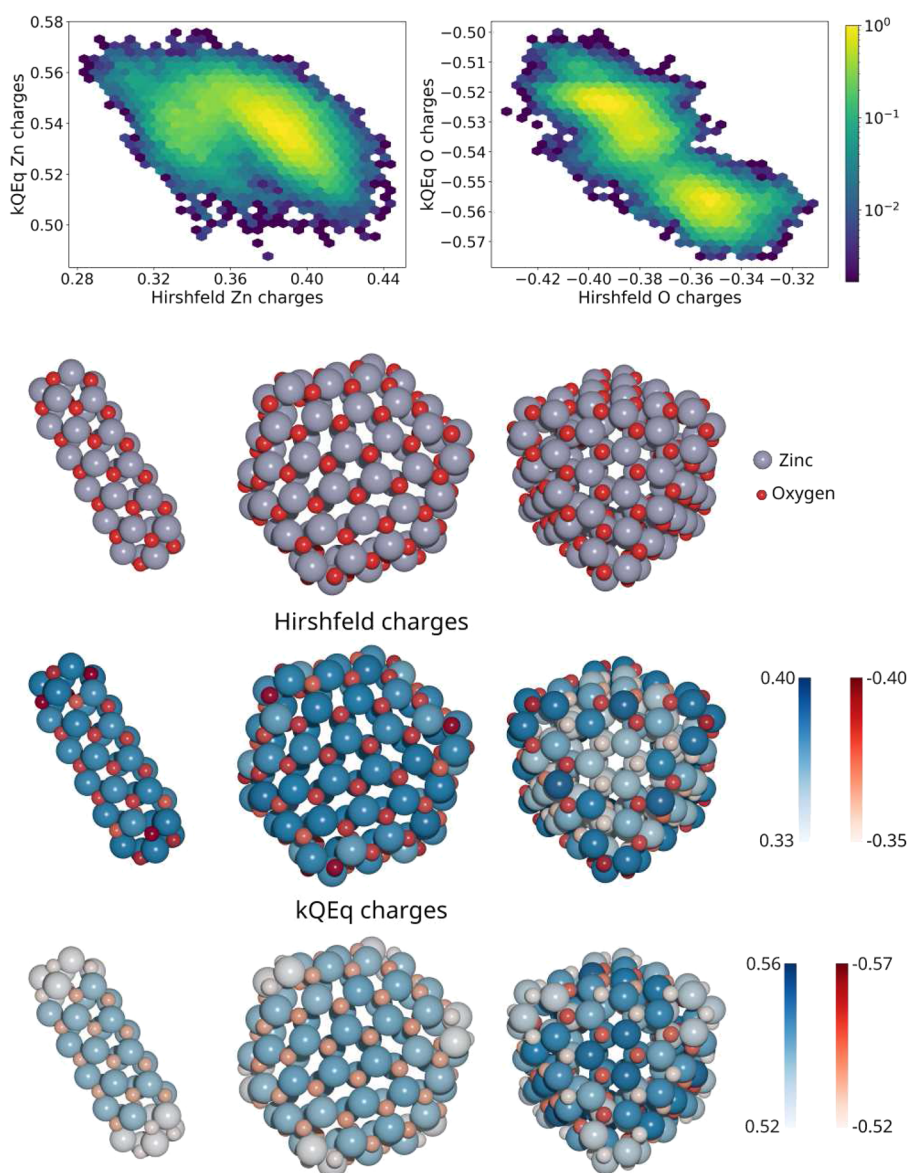 0.58
0.56
0.54
0.52
0.50
kQEq Zn charges
0.28 0.32 0.36 0.40 0.44
Hirshfeld Zn charges
−0.50
−0.51
−0.52
−0.53
−0.54
−0.55
−0.56
−0.57
kQEq O charges
−0.42 −0.40 −0.38 −0.36 −0.34 −0.32
Hirshfeld O charges
10⁰
10⁻¹
10⁻²
Zinc
Oxygen
Hirshfeld charges
0.40 -0.40
0.33 -0.35
kQEq charges
0.56 -0.57
0.52 -0.52